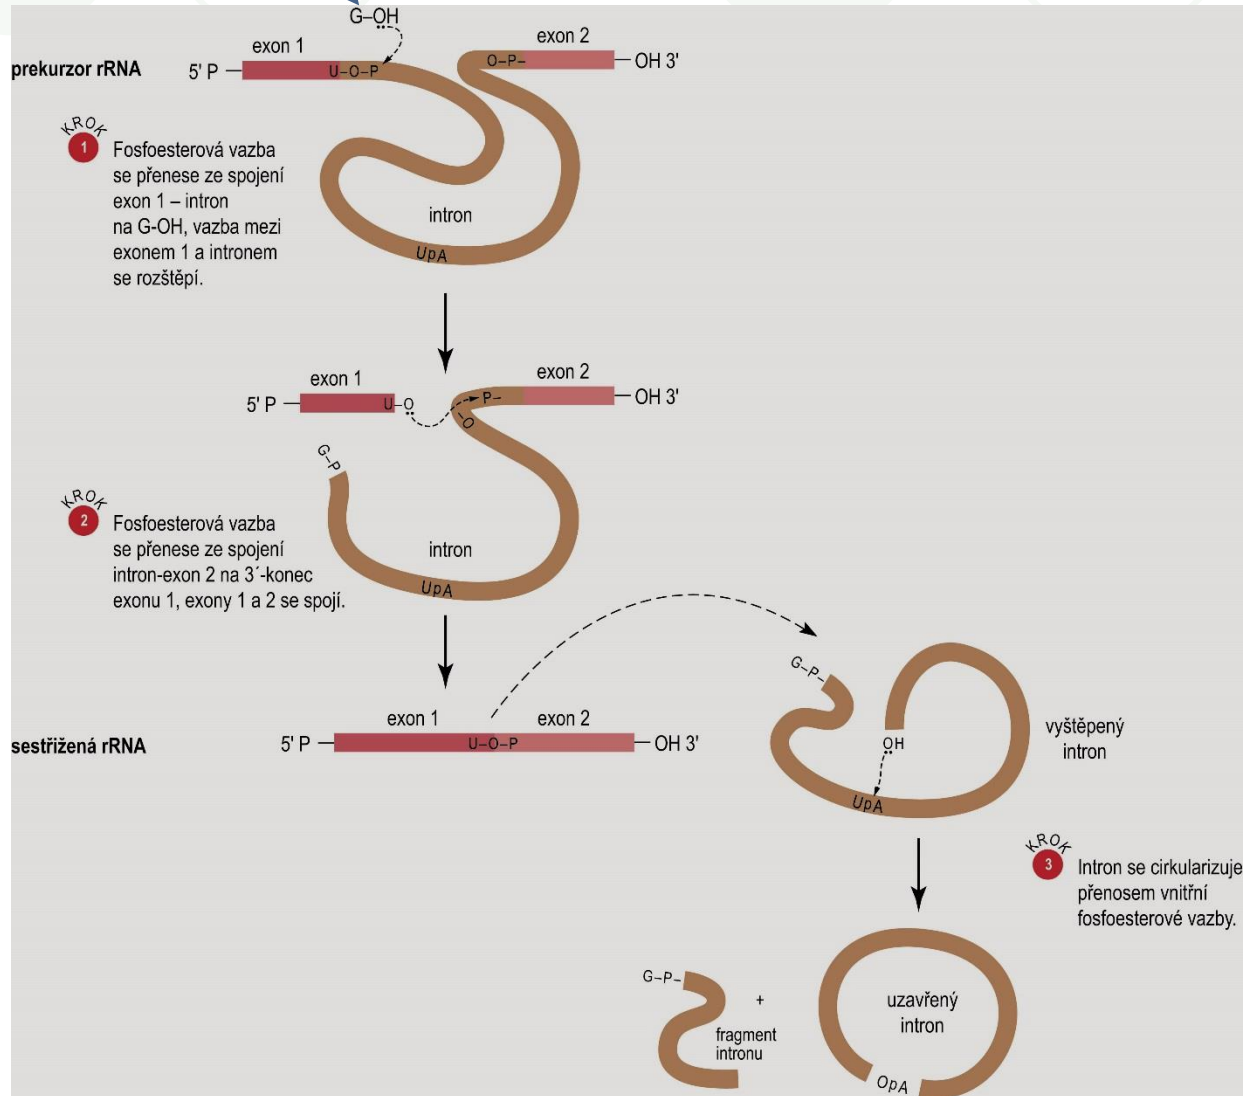 G–OH
exon 1
exon 2
prekurzor rRNA
5' P
U–O–P
O–P–
OH 3'
KROK
1
Fosfoesterová vazba
se přenese ze spojení
exon 1 – intron
na G-OH, vazba mezi
exonem 1 a intronem
se rozštěpí.
intron
UpA
exon 1
exon 2
5' P
U–O
P–
–O
OH 3'
G–P
KROK
2
Fosfoesterová vazba
se přenese ze spojení
intron-exon 2 na 3´-konec
exonu 1, exony 1 a 2 se spojí.
intron
UpA
exon 1
exon 2
sestřižená rRNA
5' P
U–O–P
OH 3'
G–P–
OH
UpA
vyštěpený
intron
KROK
3
Intron se cirkularizuje
přenosem vnitřní
fosfoesterové vazby.
G–P–
+
fragment
intronu
uzavřený
intron
OpA